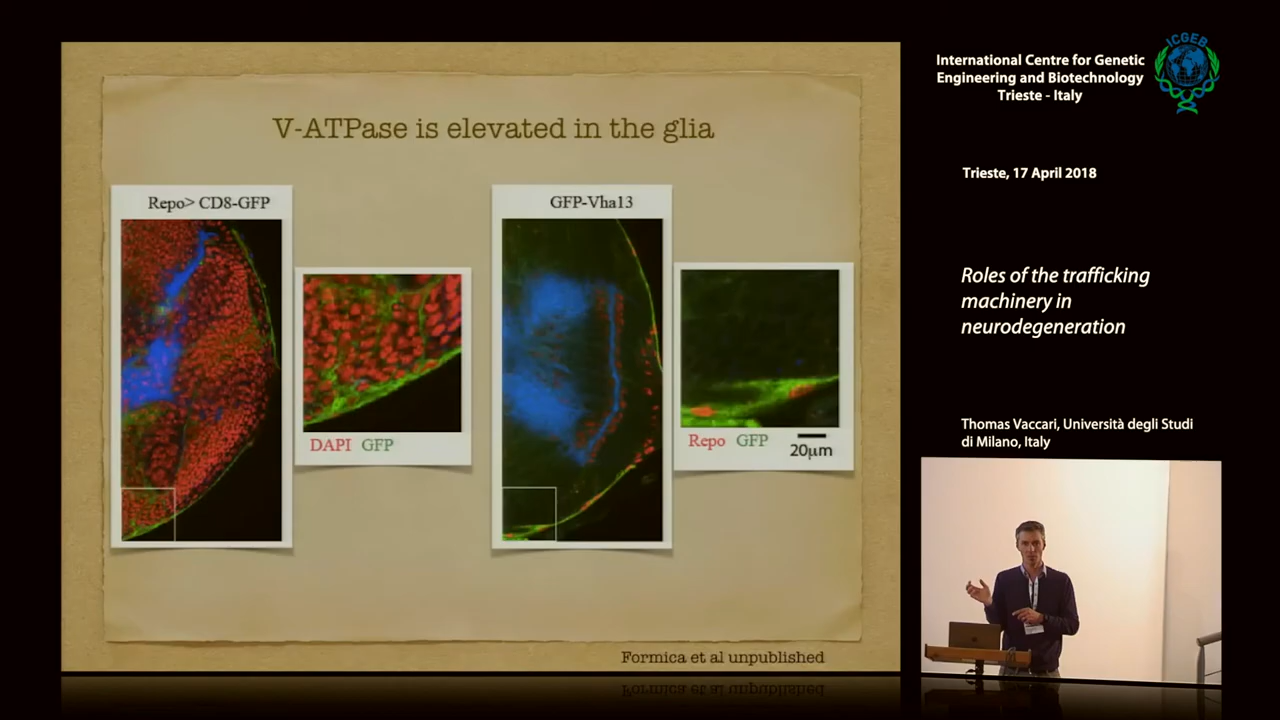 V-ATPase is elevated in the glia
Repo> CD8-GFP
DAPI GFP
GFP-Vha13
Repo GFP
20µm
Formica et al unpublished
ICGEB
International Centre for Genetic
Engineering and Biotechnology
Trieste - Italy
Trieste, 17 April 2018
Roles of the trafficking
machinery in
neurodegeneration
Thomas Vaccari, Università degli Studi
di Milano, Italy